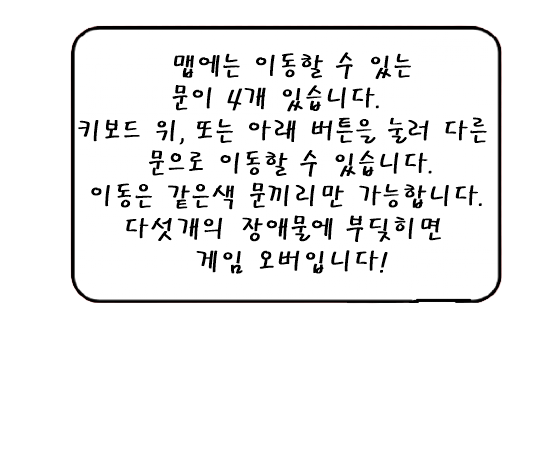 맵에는 이동할 수 있는
문이 4개 있습니다.
키보드 위, 또는 아래 버튼을 눌러 다른
문으로 이동할 수 있습니다.
이동은 같은색 문끼리만 가능합니다.
다섯개의 장애물에 부딪히면
게임 오버입니다!